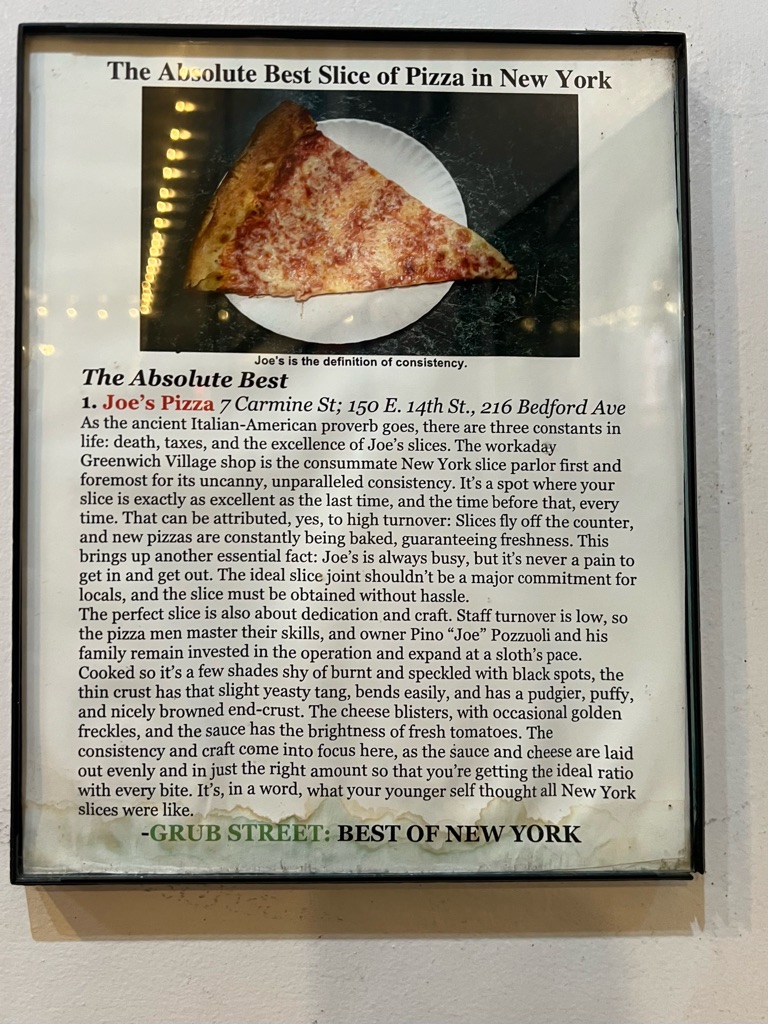 The Absolute Best Slice of Pizza in New York
Joe's is the definition of consistency.
The Absolute Best
1. Joe's Pizza 7 Carmine St; 150 E. 14th St., 216 Bedford Ave
As the ancient Italian-American proverb goes, there are three constants in
life: death, taxes, and the excellence of Joe's slices. The workaday
Greenwich Village shop is the consummate New York slice parlor first and
foremost for its uncanny, unparalleled consistency. It's a spot where your
slice is exactly as excellent as the last time, and the time before that, every
time. That can be attributed, yes, to high turnover: Slices fly off the counter,
and new pizzas are constantly being baked, guaranteeing freshness. This
brings up another essential fact: Joe's is always busy, but it's never a pain to
get in and get out. The ideal slice joint shouldn't be a major commitment for
locals, and the slice must be obtained without hassle.
The perfect slice is also about dedication and craft. Staff turnover is low, so
the pizza men master their skills, and owner Pino "Joe" Pozzuoli and his
family remain invested in the operation and expand at a sloth's pace.
Cooked so it's a few shades shy of burnt and speckled with black spots, the
thin crust has that slight yeasty tang, bends easily, and has a pudgier, puffy,
and nicely browned end-crust. The cheese blisters, with occasional golden
freckles, and the sauce has the brightness of fresh tomatoes. The
consistency and craft come into focus here, as the sauce and cheese are laid
out evenly and in just the right amount so that you're getting the ideal ratio
with every bite. It's, in a word, what your younger self thought all New York
slices were like.
-GRUB STREET: BEST OF NEW YORK